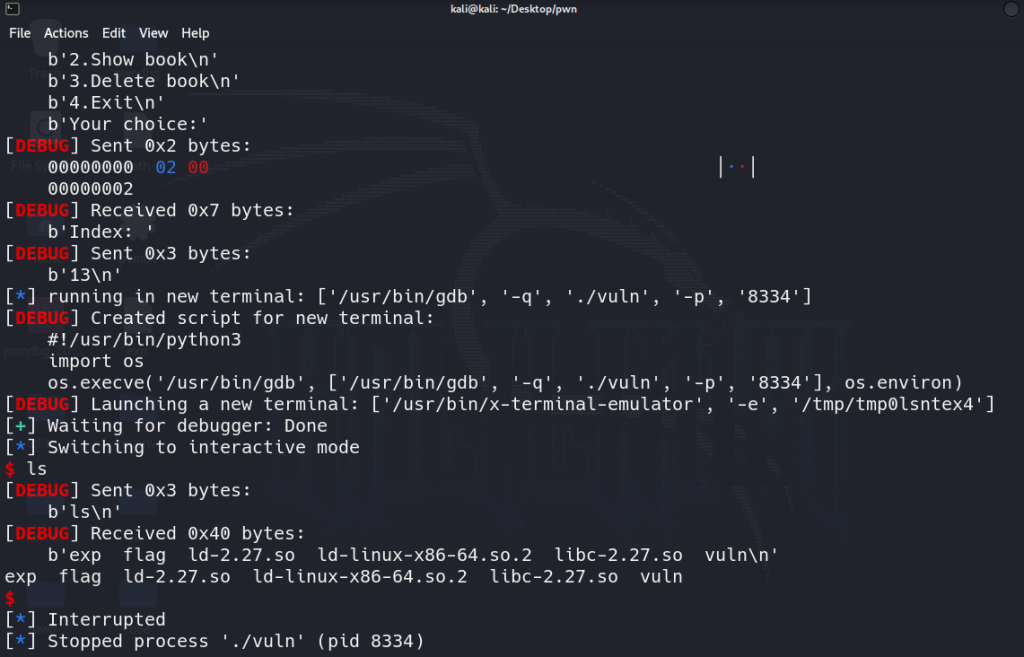 kali@kali: ~/Desktop/pwn
File Actions Edit View Help
b'2.Show book\n'
b'3.Delete book\n'
b'4.Exit\n'
b'Your choice:'
[DEBUG] Sent 0x2 bytes:
00000000 02 00 |··|
00000002
[DEBUG] Received 0x7 bytes:
b'Index: '
[DEBUG] Sent 0x3 bytes:
b'13\n'
[*] running in new terminal: ['/usr/bin/gdb', '-q', './vuln', '-p', '8334']
[DEBUG] Created script for new terminal:
#!/usr/bin/python3
import os
os.execve('/usr/bin/gdb', ['/usr/bin/gdb', '-q', './vuln', '-p', '8334'], os.environ)
[DEBUG] Launching a new terminal: ['/usr/bin/x-terminal-emulator', '-e', '/tmp/tmp0lsntex4']
[+] Waiting for debugger: Done
[*] Switching to interactive mode
$ ls
[DEBUG] Sent 0x3 bytes:
b'ls\n'
[DEBUG] Received 0x40 bytes:
b'exp  flag  ld-2.27.so  ld-linux-x86-64.so.2  libc-2.27.so  vuln\n'
exp  flag  ld-2.27.so  ld-linux-x86-64.so.2  libc-2.27.so  vuln
$
[*] Interrupted
[*] Stopped process './vuln' (pid 8334)